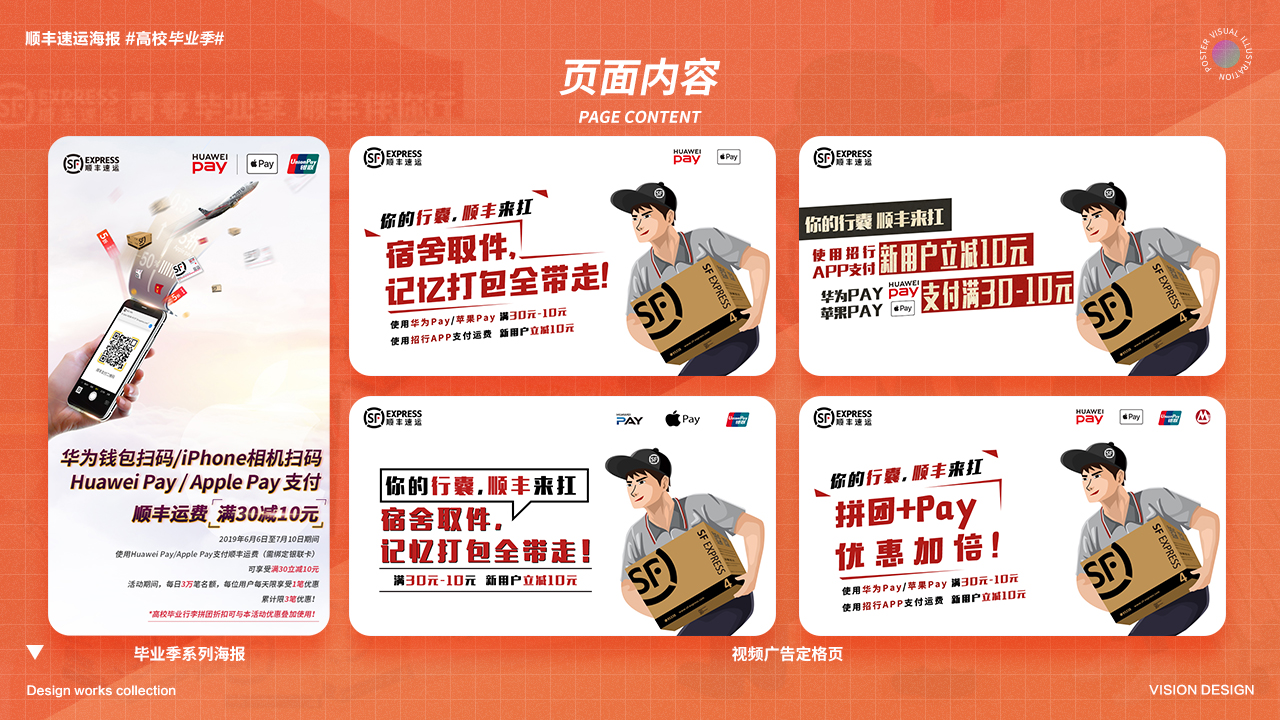 顺丰速运海报 #高校毕业季#
POSTER VISUAL ILLUSTRATION
页面内容
PAGE CONTENT
SF EXPRESS
顺丰速运
HUAWEI
pay
Pay
UnionPay
银联
华为钱包扫码/iPhone相机扫码
Huawei Pay / Apple Pay 支付
顺丰运费 满30减10元
2019年6月6日至7月10日期间
使用Huawei Pay/Apple Pay支付顺丰运费（需绑定银联卡）
可享受满30立减10元
活动期间，每日3万笔名额，每位用户每天限享受1笔优惠
累计限3笔优惠！
*高校毕业行李拼团折扣可与本活动优惠叠加使用！
SF EXPRESS
顺丰速运
HUAWEI
pay
Pay
你的行囊，顺丰来扛
宿舍取件，
记忆打包全带走！
使用华为Pay/苹果Pay 满30元-10元
使用招行APP支付运费 新用户立减10元
SF
SF EXPRESS
4
SF EXPRESS
顺丰速运
你的行囊 顺丰来扛
使用招行
APP支付
新用户立减10元
华为PAY
苹果PAY
HUAWEI
pay
Pay
支付满30-10元
SF
SF EXPRESS
4
SF EXPRESS
顺丰速运
HUAWEI
PAY
Pay
UnionPay
银联
你的行囊，顺丰来扛
宿舍取件，
记忆打包全带走！
满30元-10元 新用户立减10元
SF
SF EXPRESS
4
SF EXPRESS
顺丰速运
HUAWEI
pay
Pay
UnionPay
银联
你的行囊，顺丰来扛
拼团+Pay
优惠加倍！
使用华为Pay/苹果Pay 满30元-10元
使用招行APP支付运费 新用户立减10元
SF
SF EXPRESS
4
毕业季系列海报
视频广告定格页
Design works collection
VISION DESIGN